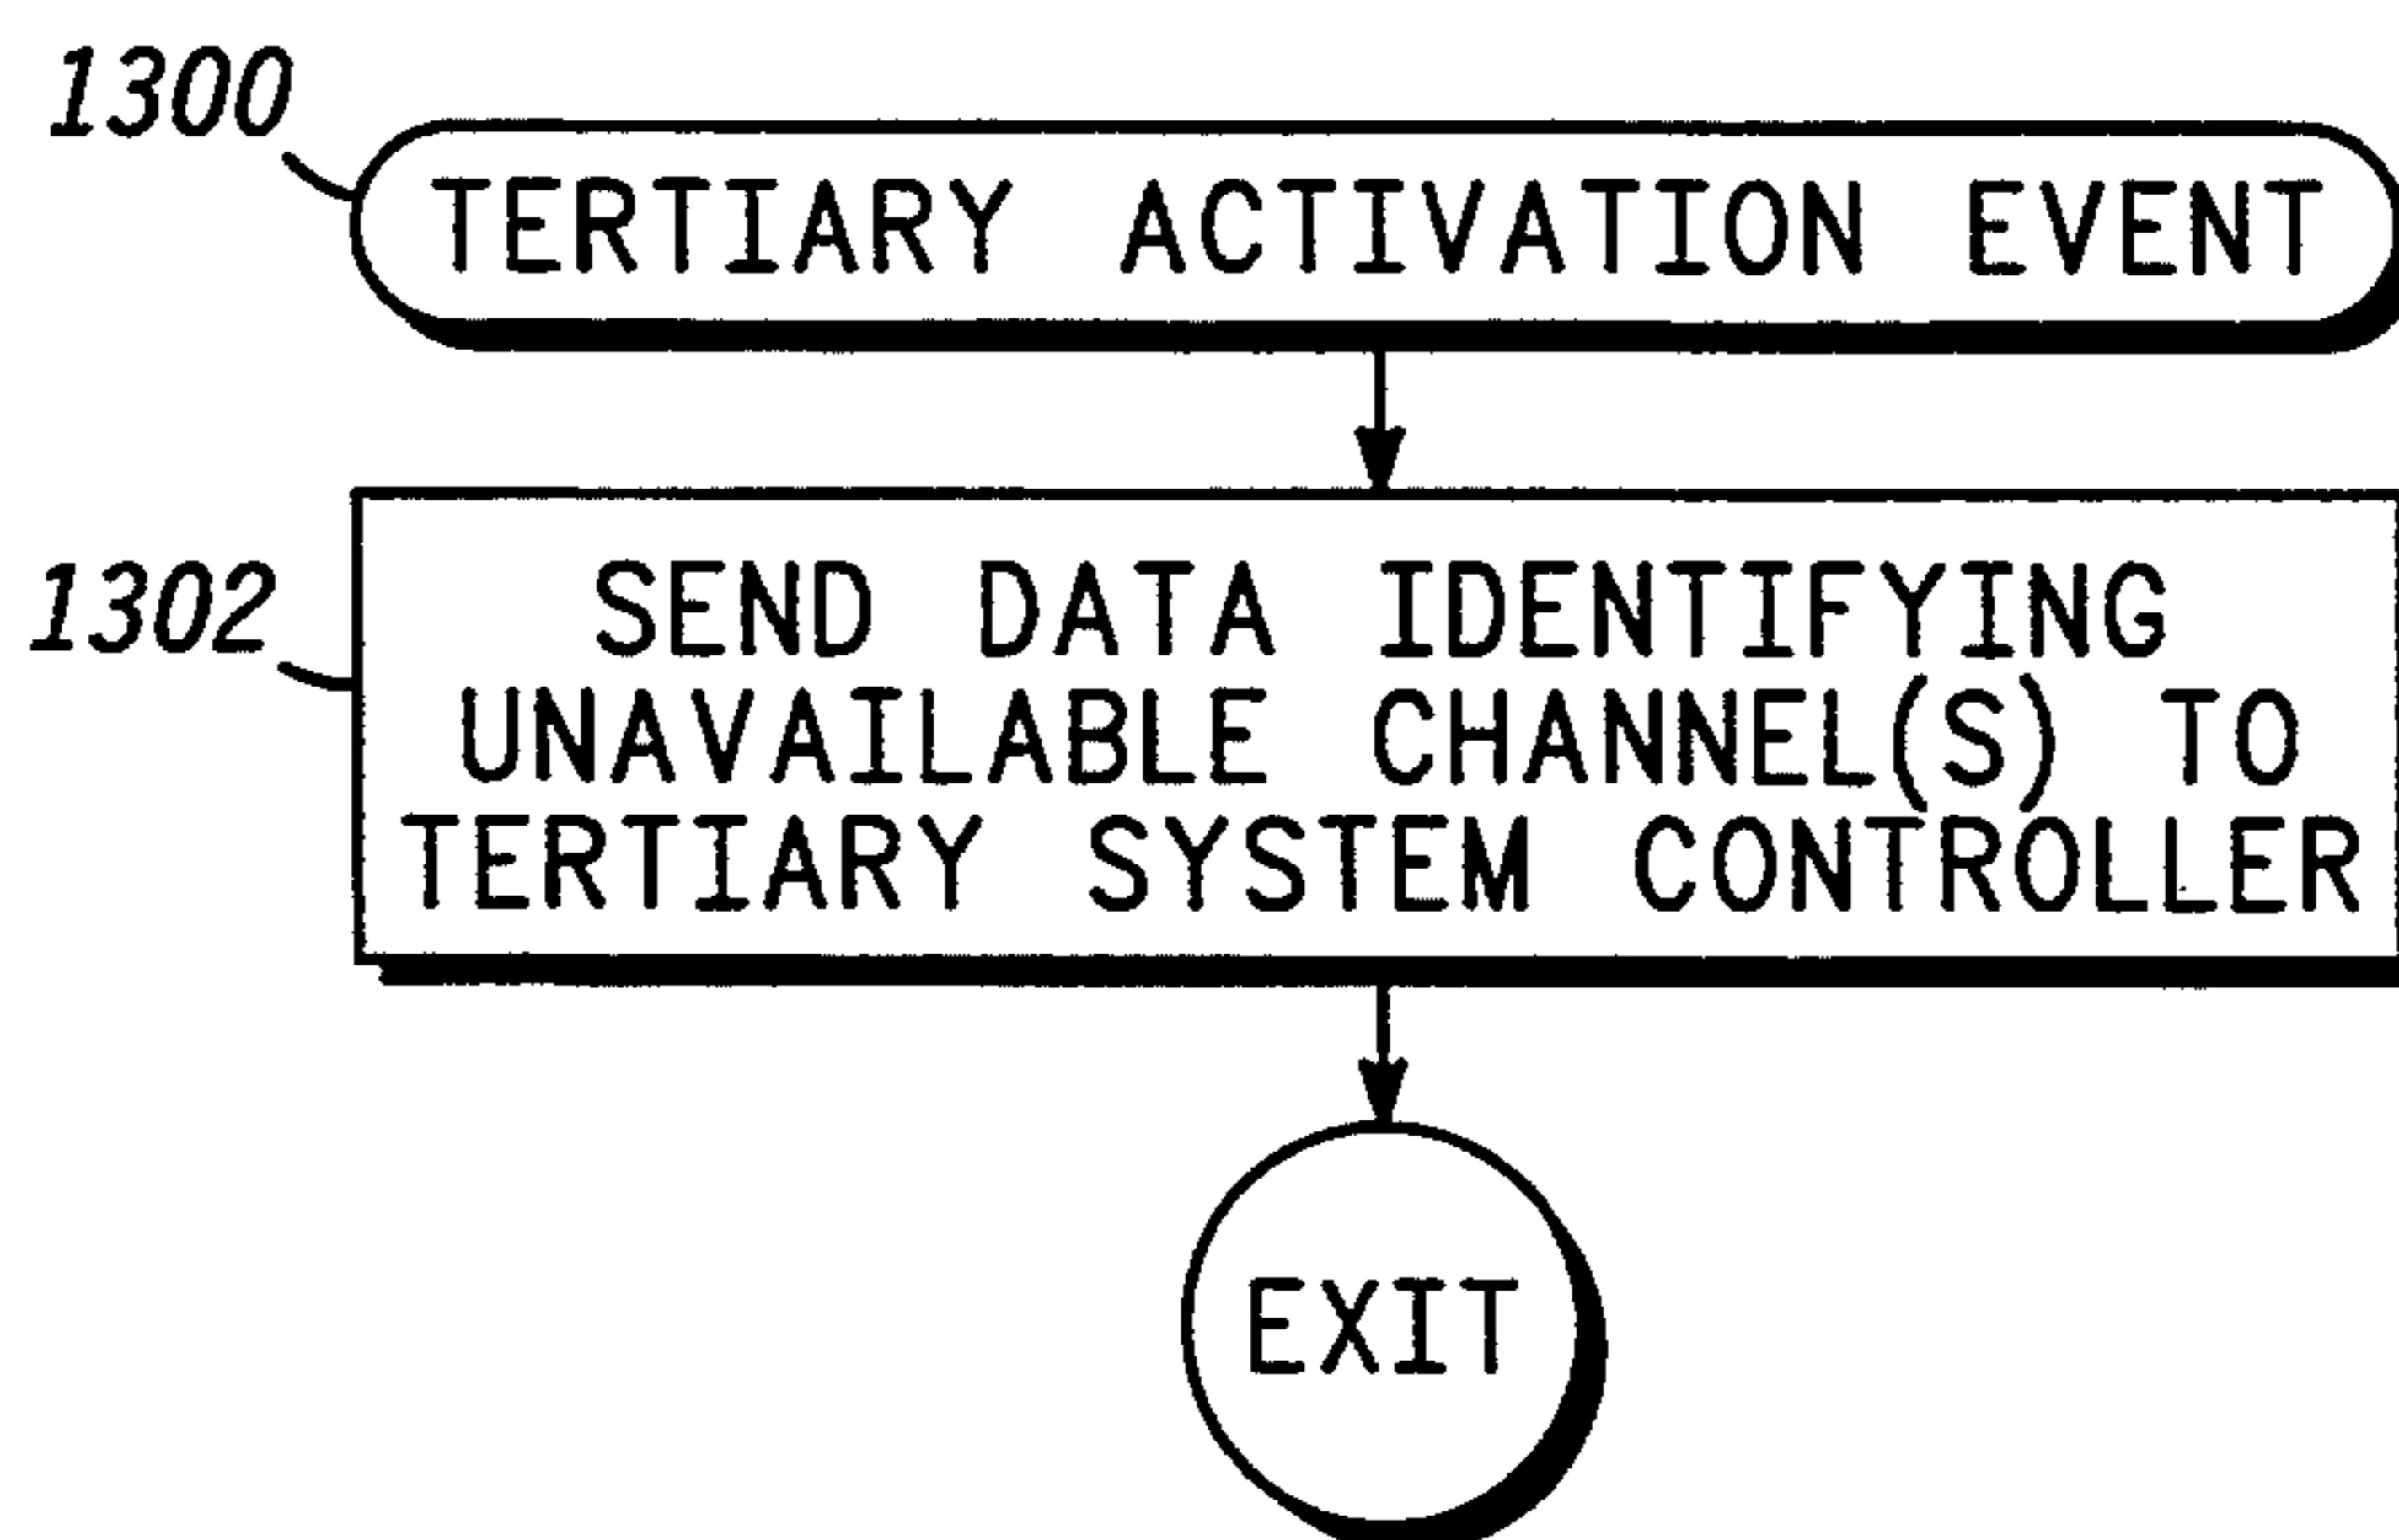 1300
TERTIARY ACTIVATION EVENT
1302
SEND DATA IDENTIFYING
UNAVAILABLE CHANNEL(S) TO
TERTIARY SYSTEM CONTROLLER
EXIT